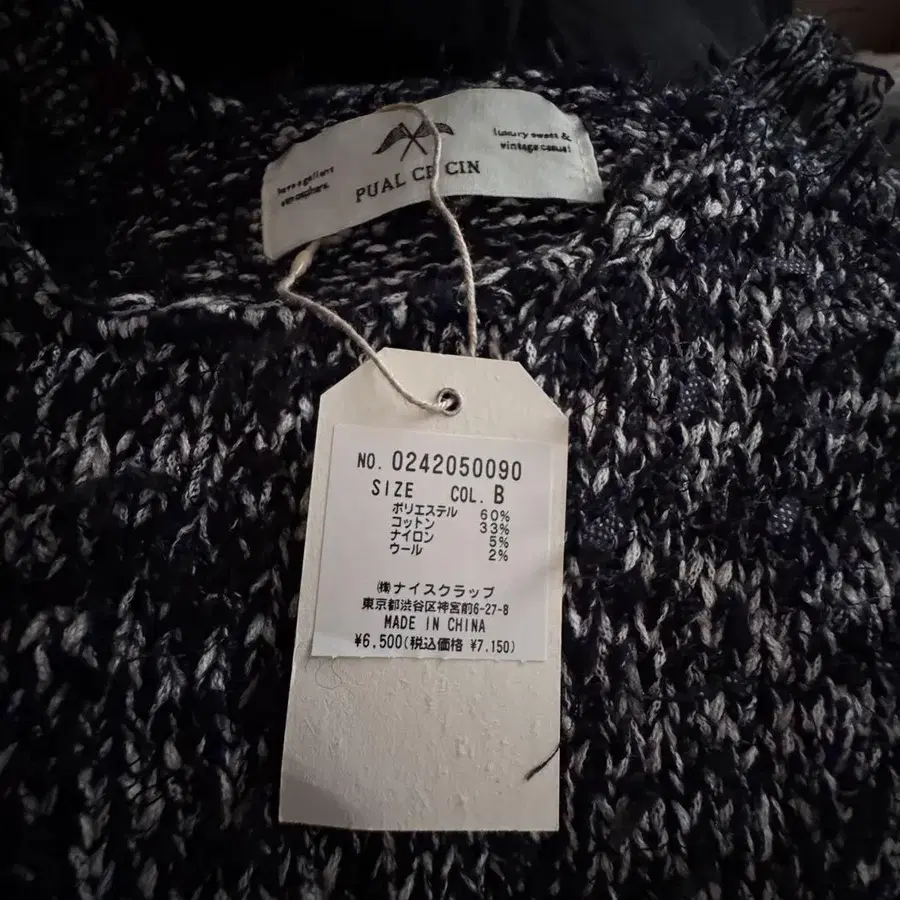 luxury sweet &
vintage casual
PUAL CE CIN
NO. 0242050090
SIZE COL. B
ポリエステル 60%
コットン 33%
ナイロン 5%
ウール 2%
㈱ナイスクラップ
東京都渋谷区神宮前6-27-8
MADE IN CHINA
¥6,500(税込価格 ¥7,150)